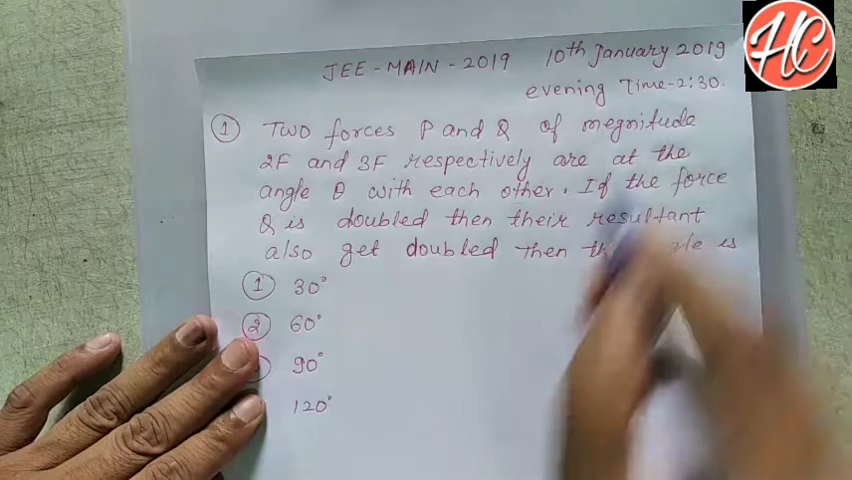 JEE-MAIN-2019 10th January 2019
evening Time-2:30.
HC
1 Two forces P and Q of megnitude
2F and 3F respectively are at the
angle θ with each other. If the force
Q is doubled then their resultant
also get doubled then is
1 30°
2 60°
90°
120°